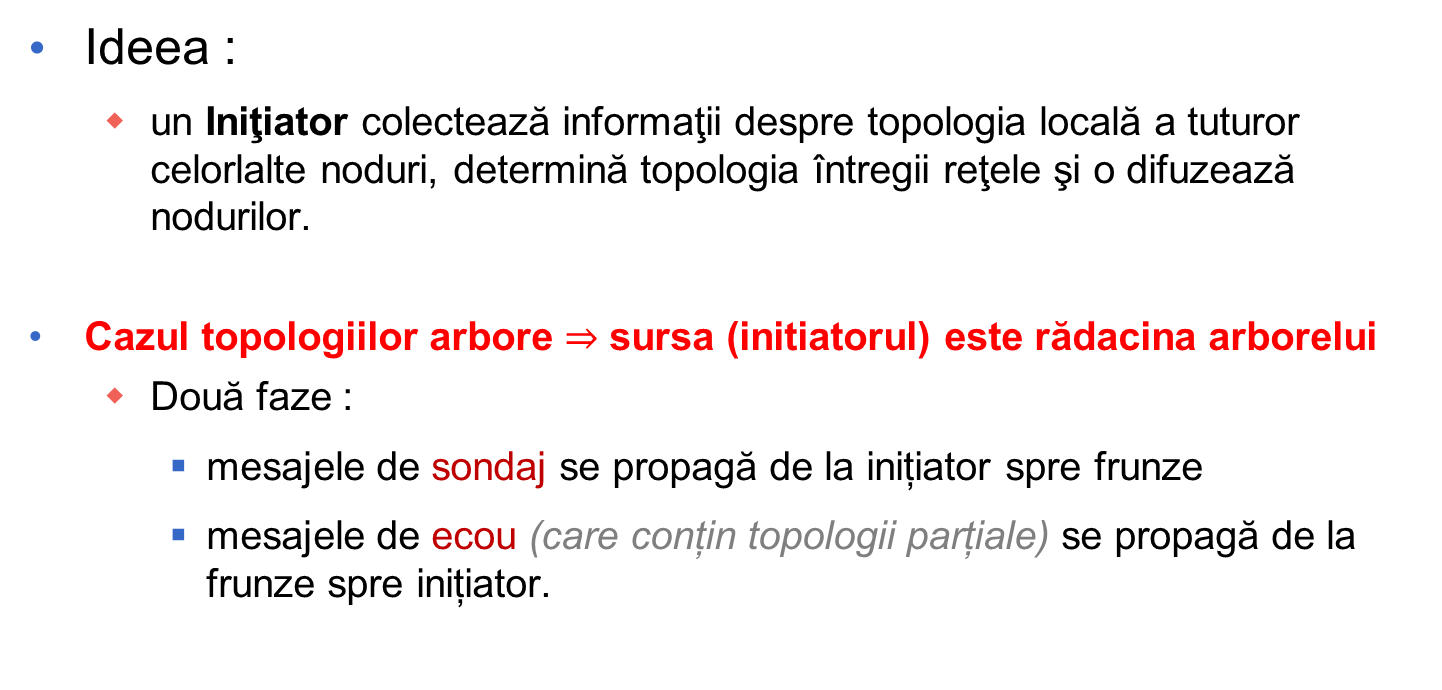 • Ideea :
◆ un Iniţiator colectează informaţii despre topologia locală a tuturor
celorlalte noduri, determină topologia întregii reţele şi o difuzează
nodurilor.
• Cazul topologiilor arbore ⇒ sursa (initiatorul) este rădacina arborelui
◆ Două faze :
▪ mesajele de sondaj se propagă de la inițiator spre frunze
▪ mesajele de ecou (care conțin topologii parțiale) se propagă de la
frunze spre inițiator.